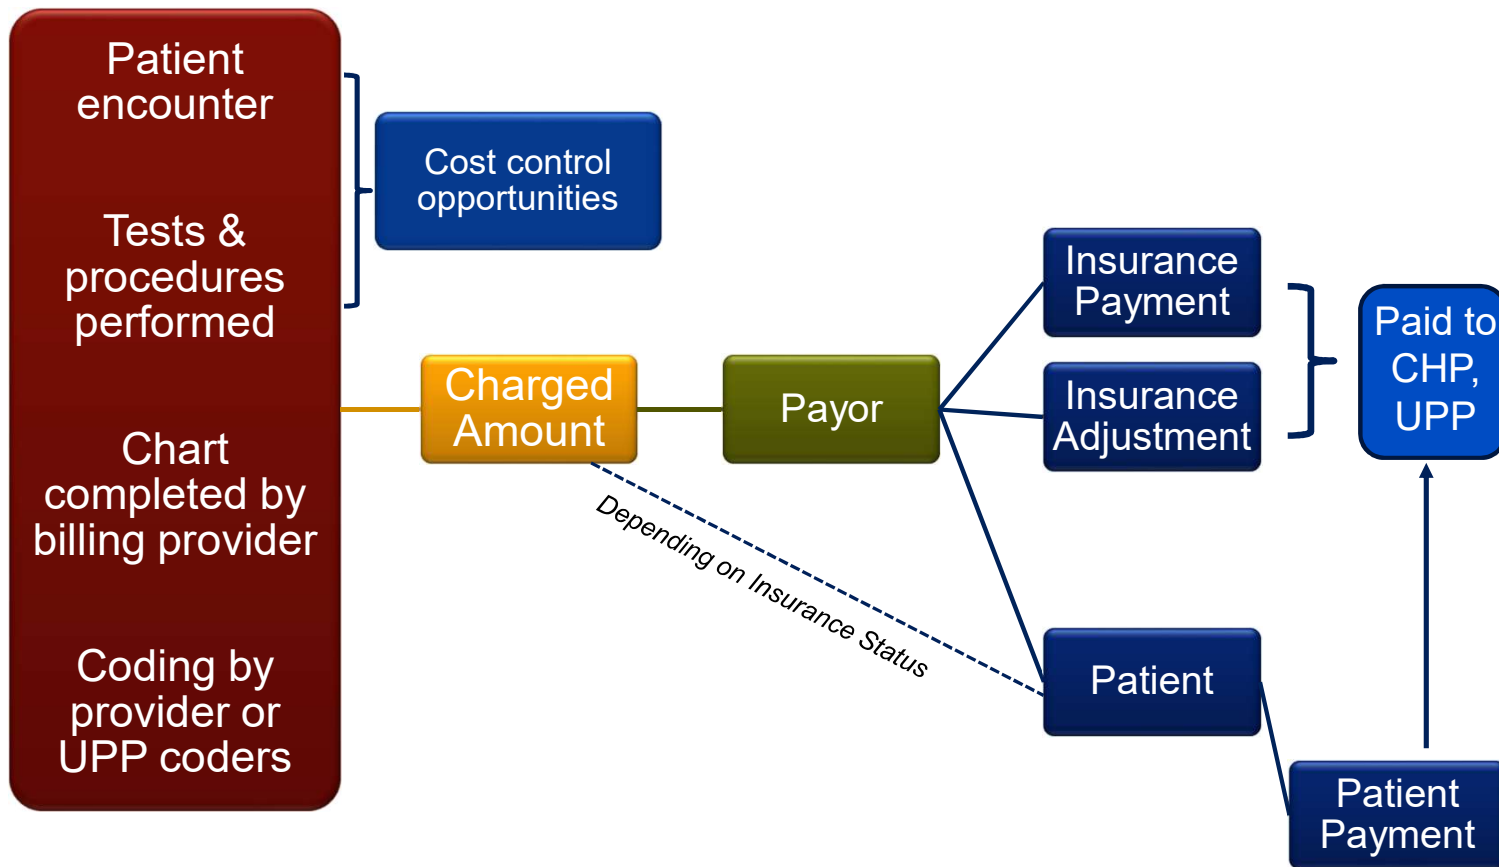 Patient
encounter
Tests &
procedures
performed
Chart
completed by
billing provider
Coding by
provider or
UPP coders
Cost control
opportunities
Charged
Amount
Payor
Depending on Insurance Status
Insurance
Payment
Insurance
Adjustment
Paid to
CHP,
UPP
Patient
Patient
Payment